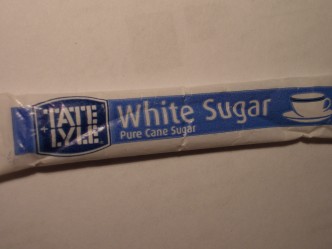 TATE
+LYLE
White Sugar
Pure Cane Sugar